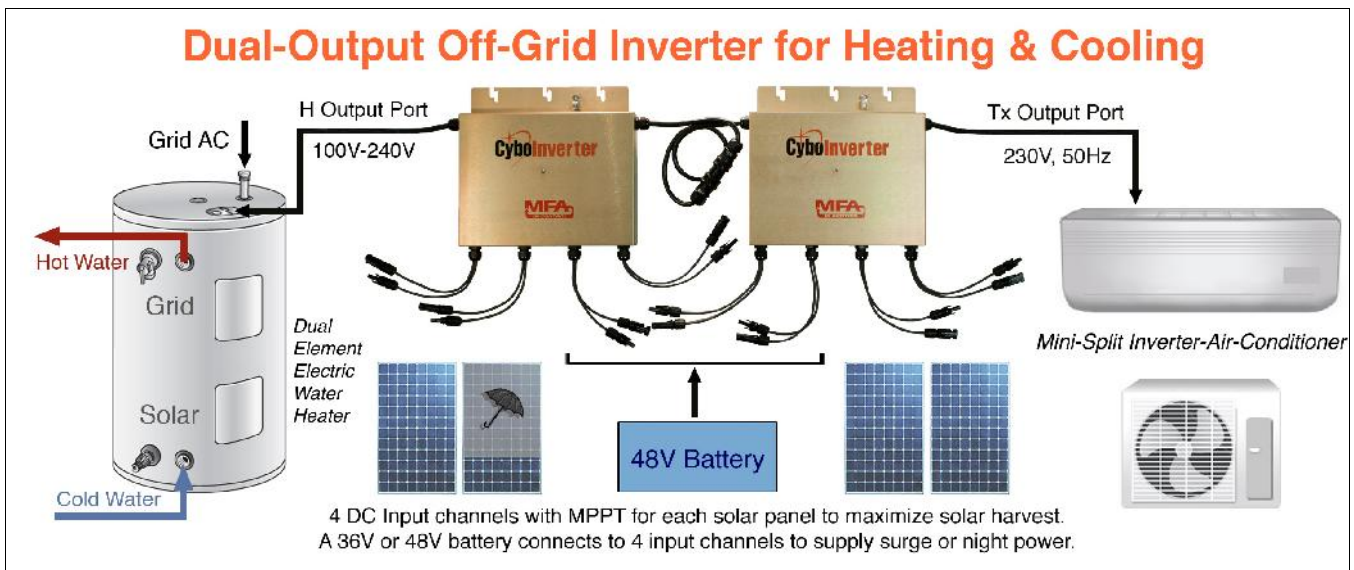 Dual-Output Off-Grid Inverter for Heating & Cooling
H Output Port
100V-240V
Grid AC
Tx Output Port
230V, 50Hz
CyboInverter
MFA
CyboInverter
MFA
Hot Water
Grid
Dual
Element
Electric
Water
Heater
Solar
Cold Water
48V Battery
Mini-Split Inverter-Air-Conditioner
4 DC Input channels with MPPT for each solar panel to maximize solar harvest.
A 36V or 48V battery connects to 4 input channels to supply surge or night power.